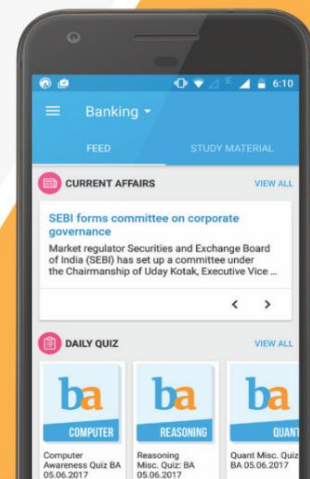 6:10
Banking
FEED STUDY MATERIAL
CURRENT AFFAIRS VIEW ALL
SEBI forms committee on corporate
governance
Market regulator Securities and Exchange Board
of India (SEBI) has set up a committee under
the Chairmanship of Uday Kotak, Executive Vice ...
DAILY QUIZ VIEW ALL
ba
COMPUTER
Computer
Awareness Quiz BA
05.06.2017
ba
REASONING
Reasoning
Misc. Quiz: BA
05.06.2017
ba
QUANT
Quant Misc. Quiz
BA 05.06.2017